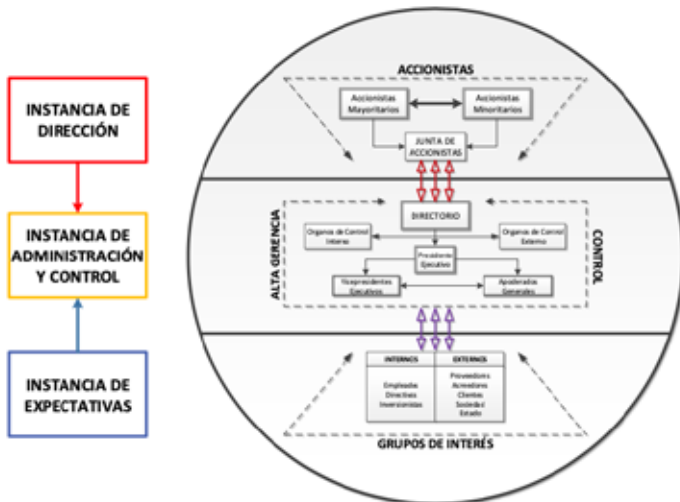 INSTANCIA DE
DIRECCIÓN
INSTANCIA DE
ADMINISTRACIÓN
Y CONTROL
INSTANCIA DE
EXPECTATIVAS
ACCIONISTAS
Accionistas
Mayoritarios
Accionistas
Minoritarios
JUNTA DE
ACCIONISTAS
ALTA GERENCIA
DIRECTORIO
Organos de Control
Interno
Organos de Control
Externo
Presidente
Ejecutivo
Vicepresidentes
Ejecutivos
Apoderados
Generales
CONTROL
INTERNOS
Empleados
Directivos
Inversionistas
EXTERNOS
Proveedores
Acreedores
Clientes
Sociedad
Estado
GRUPOS DE INTERÉS